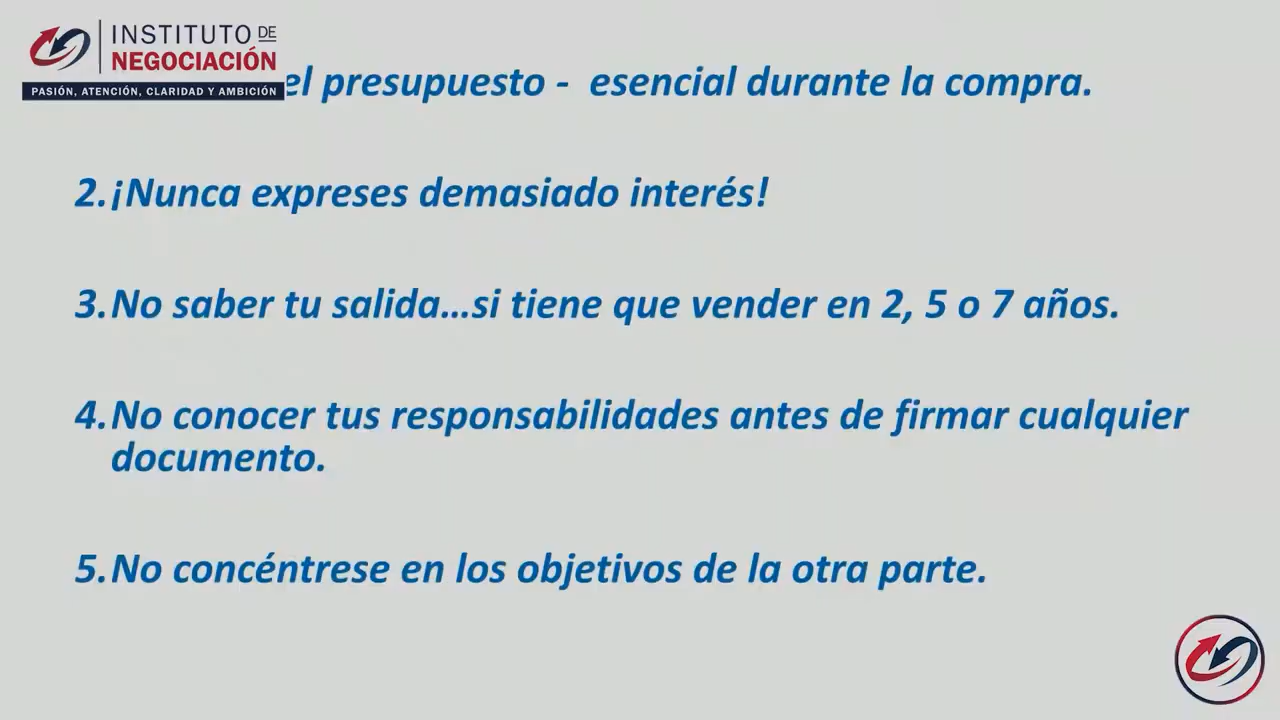 INSTITUTO DE
NEGOCIACIÓN
PASIÓN, ATENCIÓN, CLARIDAD Y AMBICIÓN
el presupuesto - esencial durante la compra.
2. ¡Nunca expreses demasiado interés!
3. No saber tu salida...si tiene que vender en 2, 5 o 7 años.
4. No conocer tus responsabilidades antes de firmar cualquier
documento.
5. No concéntrese en los objetivos de la otra parte.